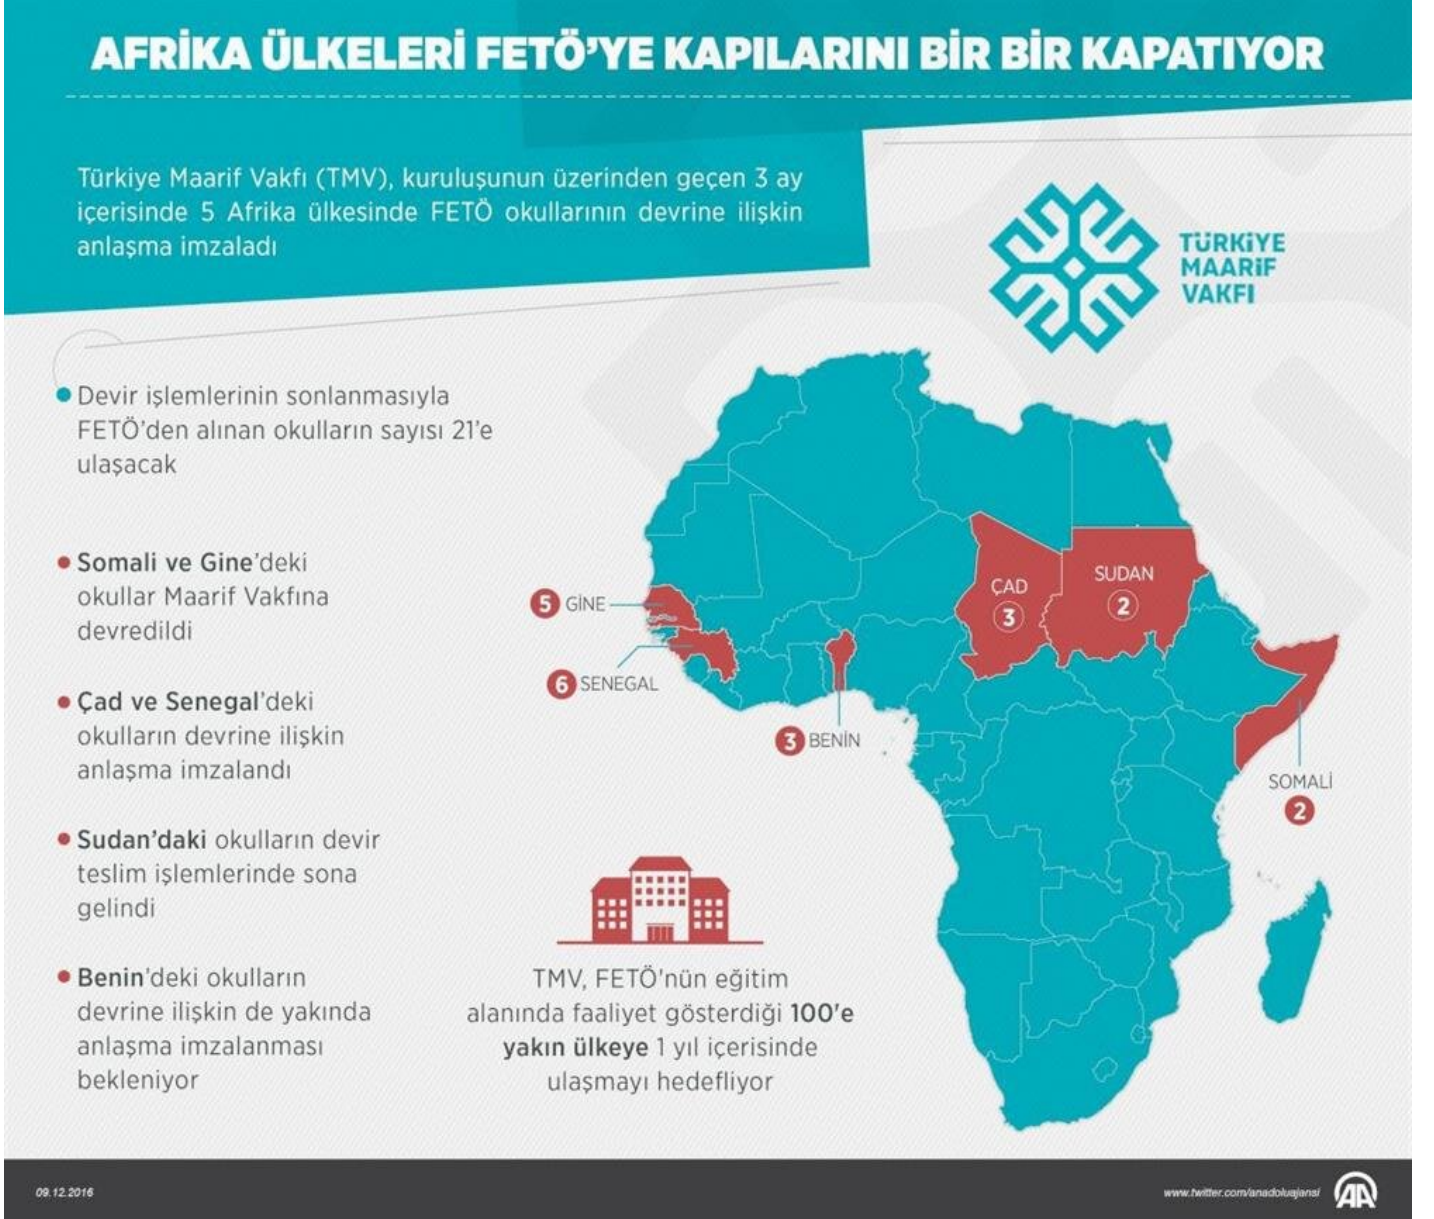 AFRİKA ÜLKELERİ FETÖ'YE KAPILARINI BİR BİR KAPATIYOR
Türkiye Maarif Vakfı (TMV), kuruluşunun üzerinden geçen 3 ay
içerisinde 5 Afrika ülkesinde FETÖ okullarının devrine ilişkin
anlaşma imzaladı
TÜRKİYE
MAARİF
VAKFI
Devir işlemlerinin sonlanmasıyla
FETÖ'den alınan okulların sayısı 21'e
ulaşacak
Somali ve Gine'deki
okullar Maarif Vakfına
devredildi
Çad ve Senegal'deki
okulların devrine ilişkin
anlaşma imzalandı
Sudan'daki okulların devir
teslim işlemlerinde sona
gelindi
Benin'deki okulların
devrine ilişkin de yakında
anlaşma imzalanması
bekleniyor
5 GİNE
6 SENEGAL
3 BENİN
ÇAD
3
SUDAN
2
SOMALİ
2
TMV, FETÖ'nün eğitim
alanında faaliyet gösterdiği 100'e
yakın ülkeye 1 yıl içerisinde
ulaşmayı hedefliyor
09.12.2016
www.twitter.com/anadoluajansi
AA